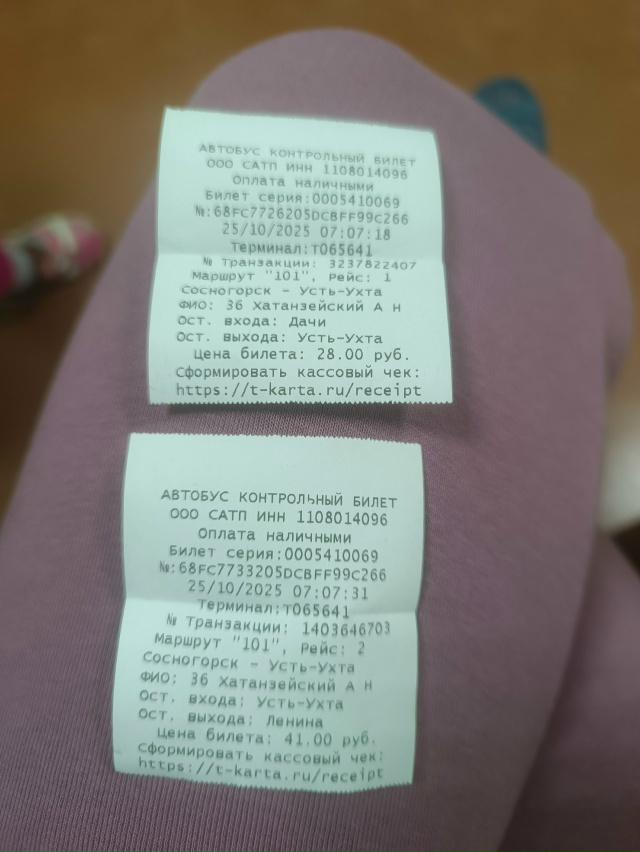 АВТОБУС КОНТРОЛЬНЫЙ БИЛЕТ
ООО САТП ИНН 1108014096
Оплата наличными
Билет серия:0005410069
№:68FC7726205DCBFF99C266
25/10/2025 07:07:18
Терминал:T065641
№ Транзакции: 3237822407
Маршрут "101", Рейс: 1
Сосногорск - Усть-Ухта
ФИО: 36 Хатанзейский А Н
Ост. входа: Дачи
Ост. выхода: Усть-Ухта
Цена билета: 28.00 руб.
Сформировать кассовый чек:
https://t-karta.ru/receipt
АВТОБУС КОНТРОЛЬНЫЙ БИЛЕТ
ООО САТП ИНН 1108014096
Оплата наличными
Билет серия:0005410069
№:68FC7733205DCBFF99C266
25/10/2025 07:07:31
Терминал:T065641
№ Транзакции: 1403646703
Маршрут "101", Рейс: 2
Сосногорск - Усть-Ухта
ФИО: 36 Хатанзейский А Н
Ост. входа: Усть-Ухта
Ост. выхода: Ленина
Цена билета: 41.00 руб.
Сформировать кассовый чек:
https://t-karta.ru/receipt